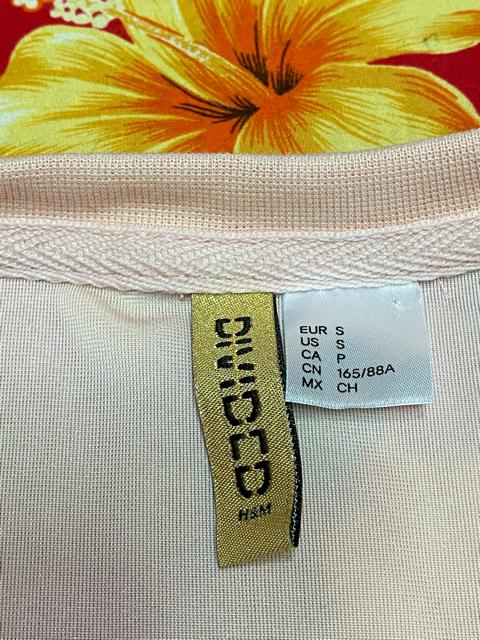 DIVIDED
H&M
EUR S
US S
CA P
CN 165/88A
MX CH